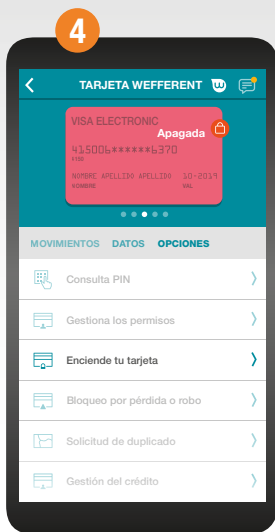 4
TARJETA WEFFERENT
VISA ELECTRONIC
Apagada
415006******6370
NOMBRE APELLIDO APELLIDO 10-2019
NOMBRE VAL
MOVIMIENTOS DATOS OPCIONES
Consulta PIN
Gestiona los permisos
Enciende tu tarjeta
Bloqueo por pérdida o robo
Solicitud de duplicado
Gestión del crédito